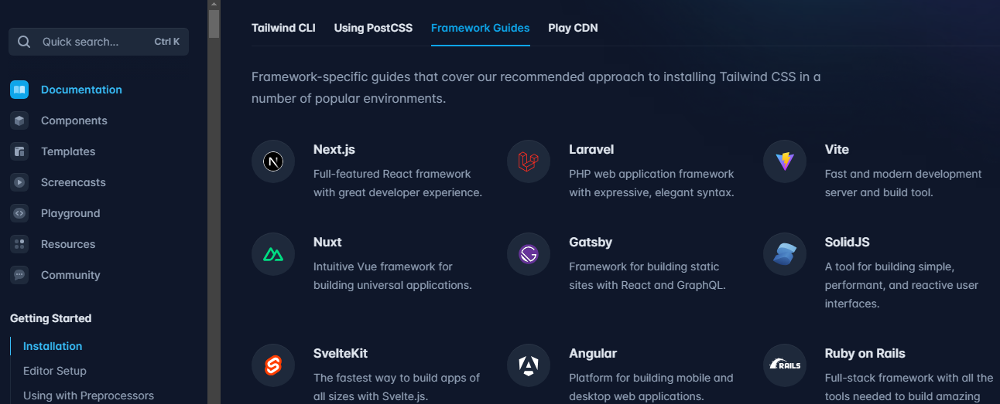 Quick search...
Ctrl K
Documentation
Components
Templates
Screencasts
Playground
Resources
Community
Getting Started
Installation
Editor Setup
Using with Preprocessors
Tailwind CLI
Using PostCSS
Framework Guides
Play CDN
Framework-specific guides that cover our recommended approach to installing Tailwind CSS in a
number of popular environments.
N
Next.js
Full-featured React framework
with great developer experience.
Laravel
PHP web application framework
with expressive, elegant syntax.
Vite
Fast and modern development
server and build tool.
Nuxt
Intuitive Vue framework for
building universal applications.
Gatsby
Framework for building static
sites with React and GraphQL.
SolidJS
A tool for building simple,
performant, and reactive user
interfaces.
SvelteKit
The fastest way to build apps of
all sizes with Svelte.js.
Angular
Platform for building mobile and
desktop web applications.
RAILS
Ruby on Rails
Full-stack framework with all the
tools needed to build amazing